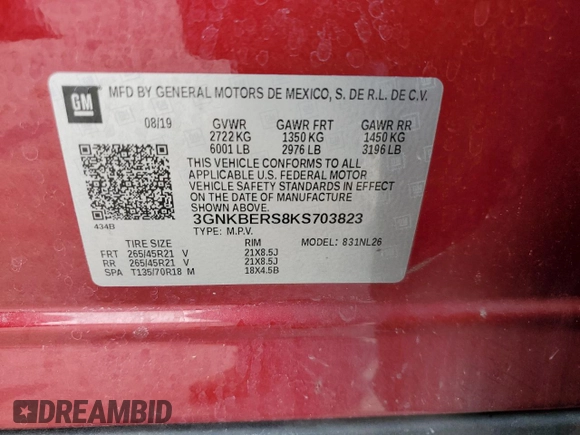 GM
MFD BY GENERAL MOTORS DE MEXICO, S. DE R.L. DE C.V.
08/19 GVWR GAWR FRT GAWR RR
2722 KG 1350 KG 1450 KG
6001 LB 2976 LB 3196 LB
THIS VEHICLE CONFORMS TO ALL
APPLICABLE U.S. FEDERAL MOTOR
VEHICLE SAFETY STANDARDS IN EFFECT
ON THE DATE OF MANUFACTURE
SHOWN ABOVE.
3GNKBERS8KS703823
434B TYPE: M.P.V.
TIRE SIZE RIM MODEL: 831NL26
FRT 265/45R21 V 21X8.5J
RR 265/45R21 V 21X8.5J
SPA T135/70R18 M 18X4.5B
DREAMBID